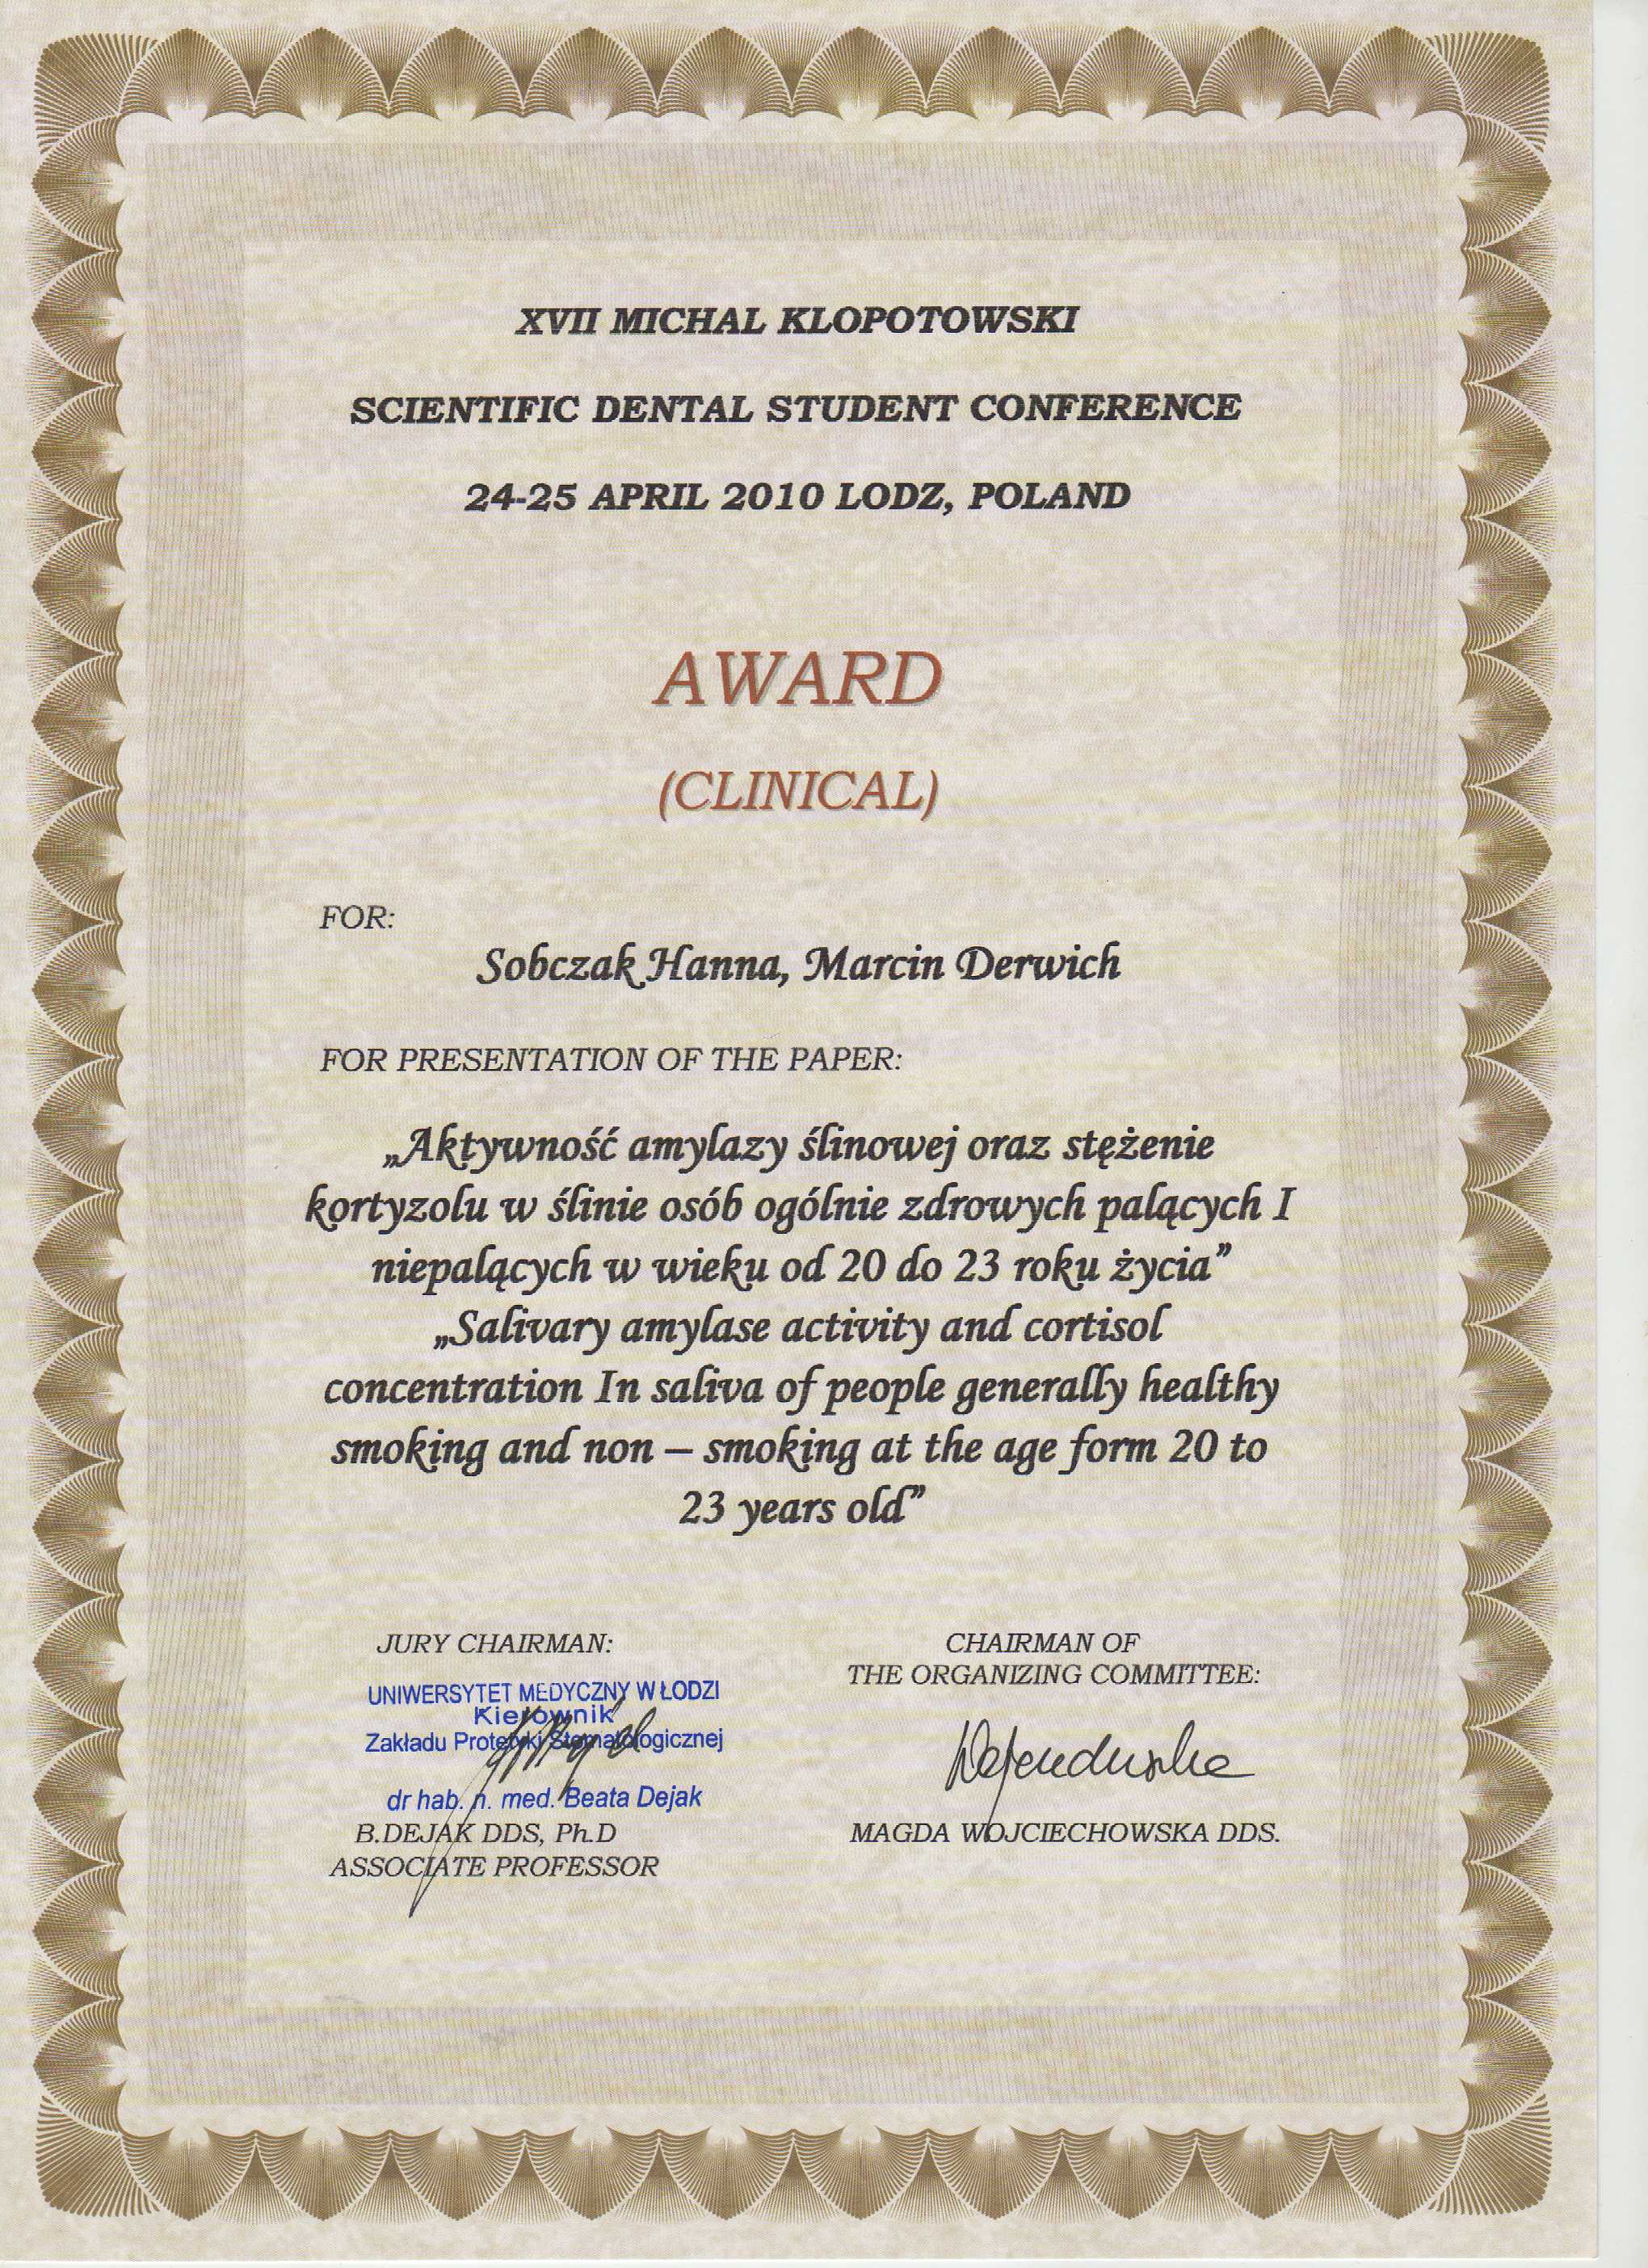 XVII MICHAL KLOPOTOWSKI
SCIENTIFIC DENTAL STUDENT CONFERENCE
24-25 APRIL 2010 LODZ, POLAND
AWARD
(CLINICAL)
FOR:
Sobczak Hanna, Marcin Derwich
FOR PRESENTATION OF THE PAPER:
„Aktywność amylazy ślinowej oraz stężenie
kortyzolu w ślinie osób ogólnie zdrowych palących I
niepalących w wieku od 20 do 23 roku życia”
„Salivary amylase activity and cortisol
concentration In saliva of people generally healthy
smoking and non – smoking at the age form 20 to
23 years old”
JURY CHAIRMAN:
UNIWERSYTET MEDYCZNY W ŁODZI
Kierownik
Zakładu Protetyki Stomatologicznej
dr hab. n. med. Beata Dejak
B.DEJAK DDS, Ph.D
ASSOCIATE PROFESSOR
CHAIRMAN OF
THE ORGANIZING COMMITTEE:
MAGDA WOJCIECHOWSKA DDS.